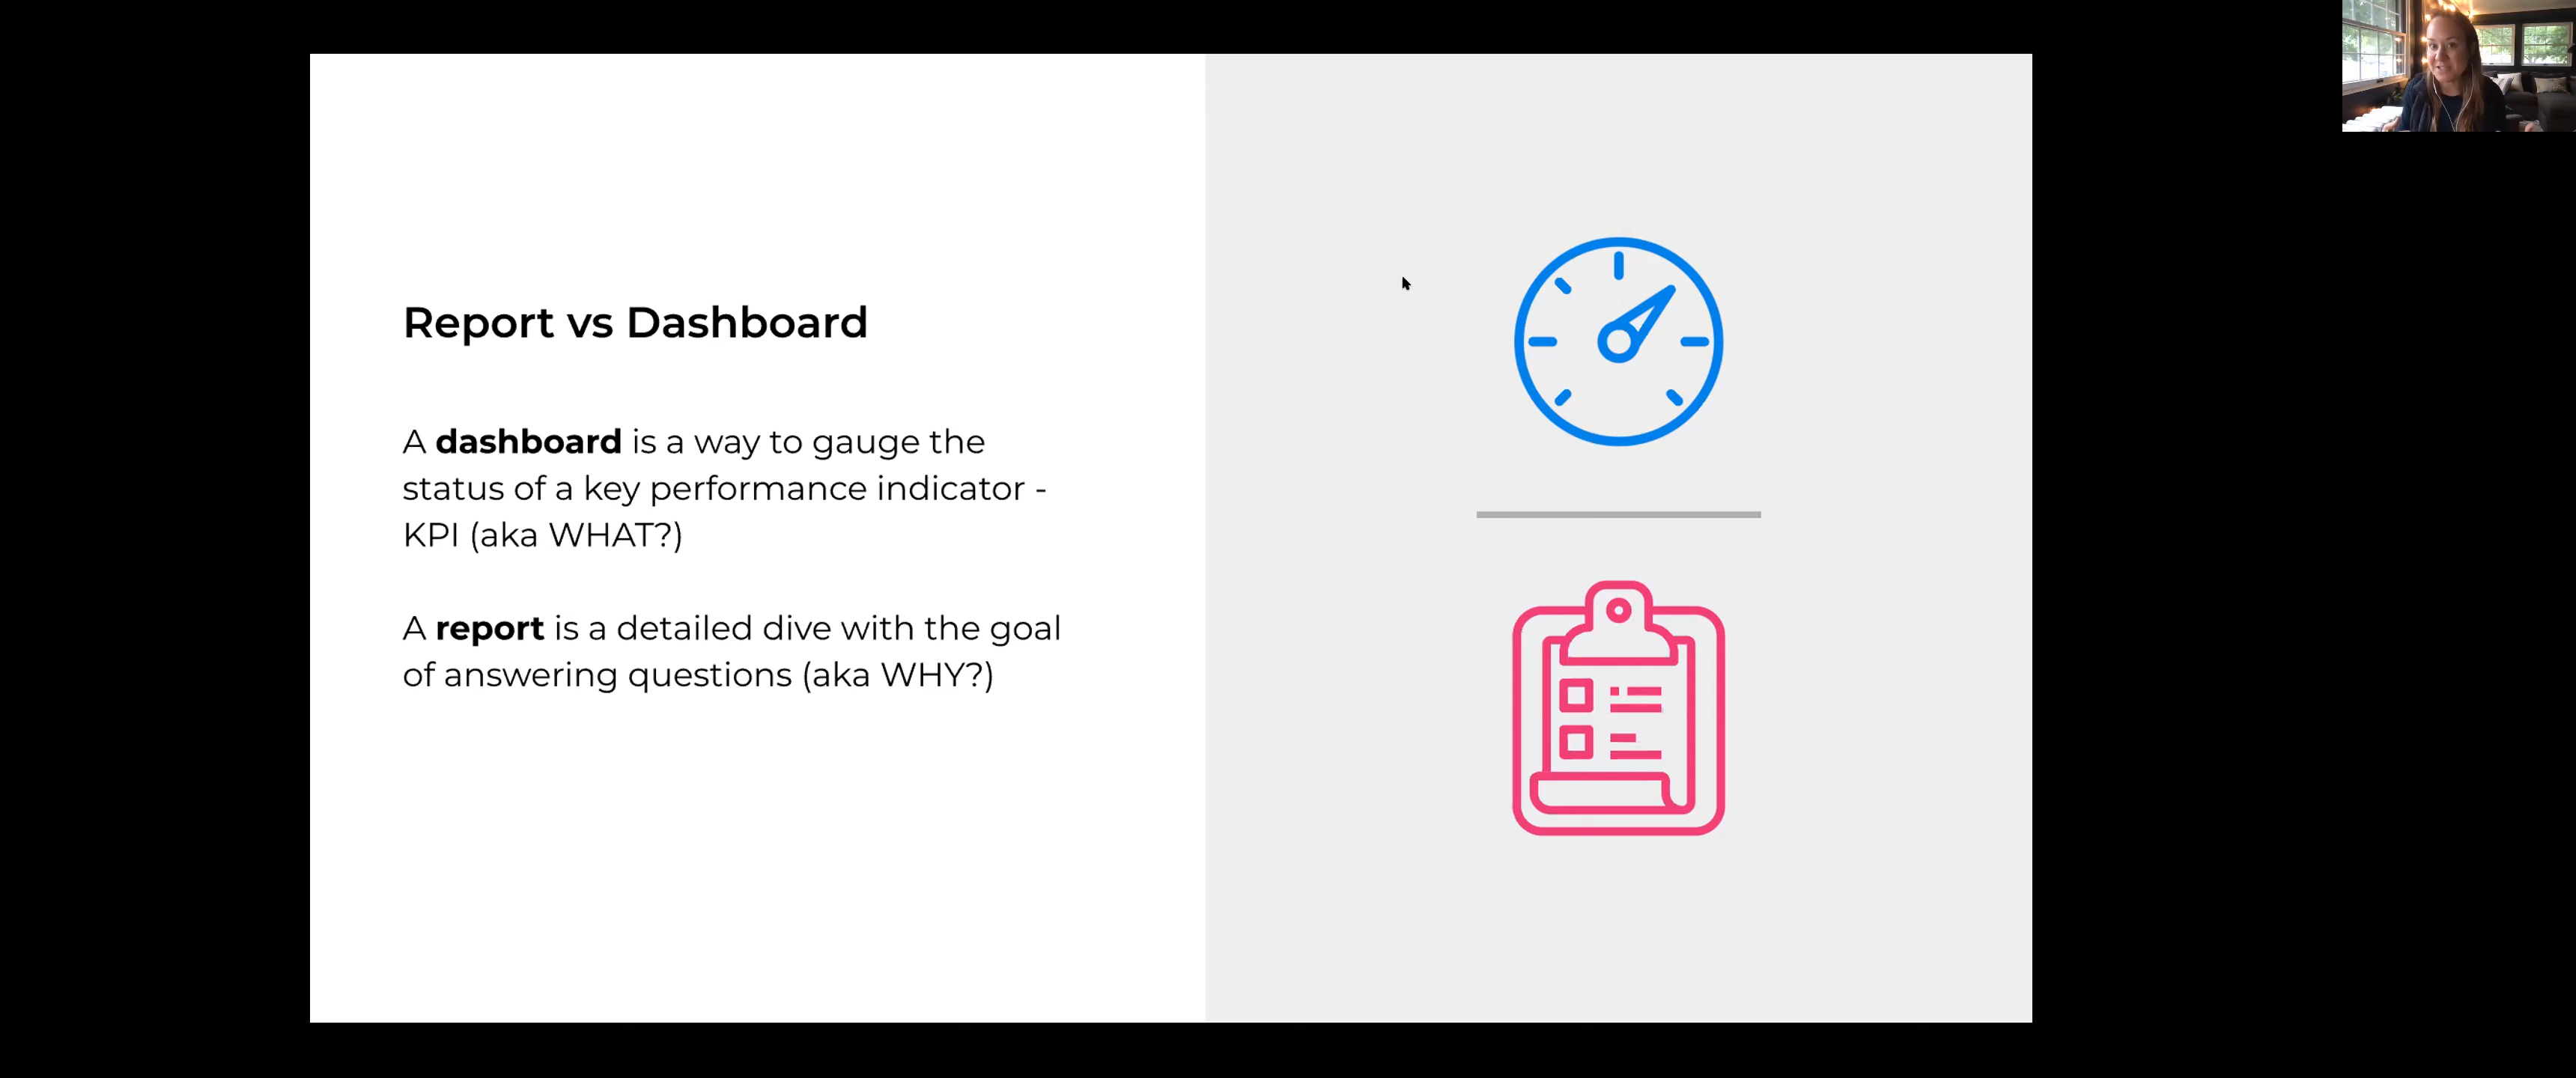 Report vs Dashboard
A dashboard is a way to gauge the
status of a key performance indicator -
KPI (aka WHAT?)
A report is a detailed dive with the goal
of answering questions (aka WHY?)